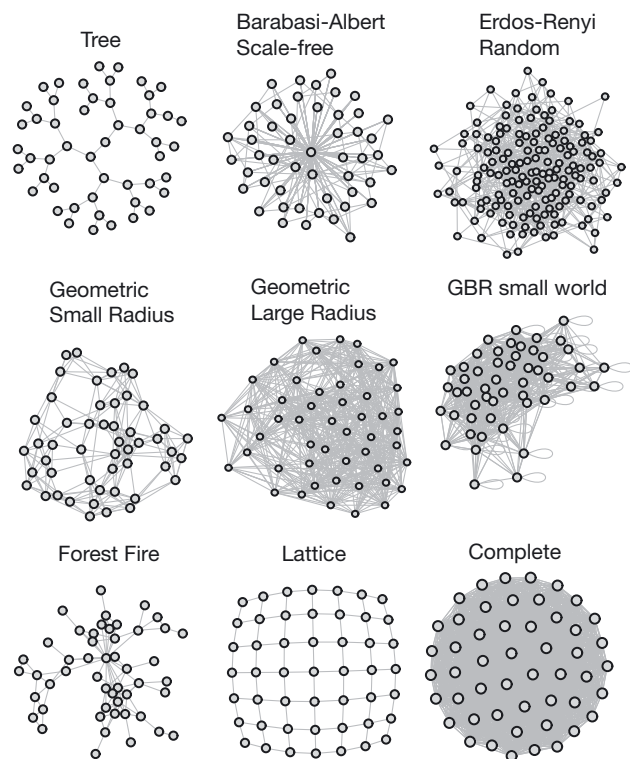 Tree
Barabasi-Albert
Scale-free
Erdos-Renyi
Random
Geometric
Small Radius
Geometric
Large Radius
GBR small world
Forest Fire
Lattice
Complete